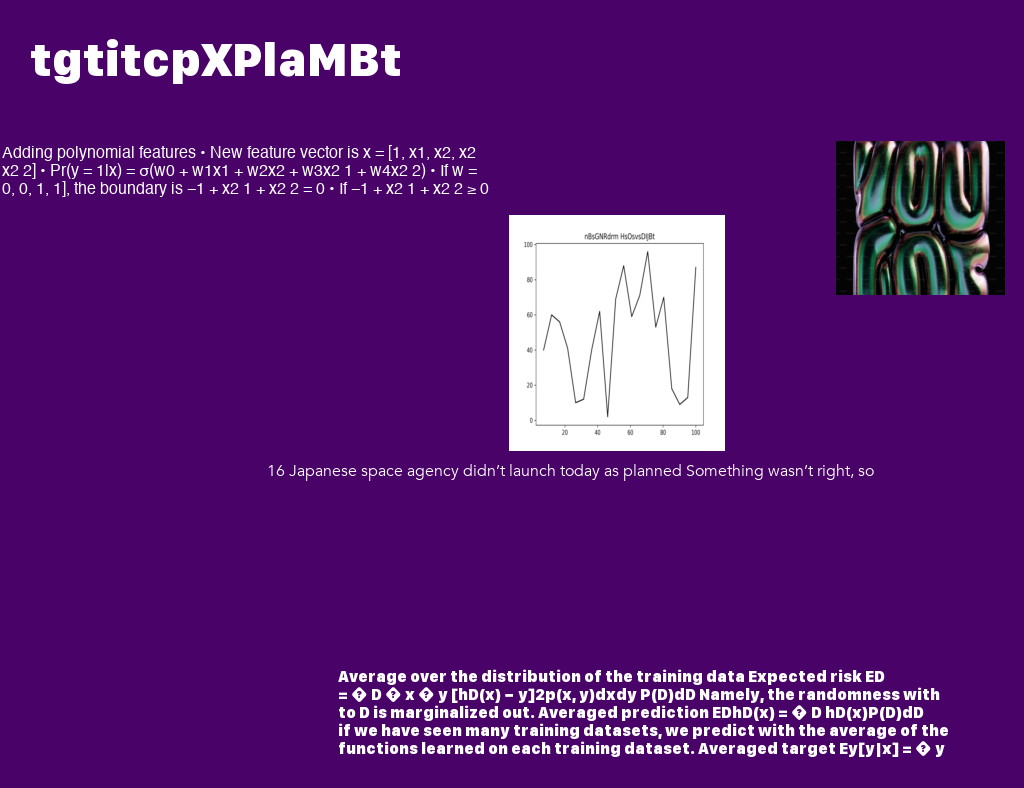 tgtitcpXPlaMBt
Adding polynomial features • New feature vector is x = [1, x1, x2, x2
x2 2] • Pr(y = 1|x) = σ(w0 + w1x1 + w2x2 + w3x2 1 + w4x2 2) • If w =
0, 0, 1, 1], the boundary is −1 + x2 1 + x2 2 = 0 • If −1 + x2 1 + x2 2 ≥ 0
nBsGNRdrm HsOsvsDIJBt
100
80
60
40
20
0
20 40 60 80 100
16 Japanese space agency didn’t launch today as planned Something wasn’t right, so
Average over the distribution of the training data Expected risk ED
= � D � x � y [hD(x) − y]2p(x, y)dxdy P(D)dD Namely, the randomness with
to D is marginalized out. Averaged prediction EDhD(x) = � D hD(x)P(D)dD
if we have seen many training datasets, we predict with the average of the
functions learned on each training dataset. Averaged target Ey[y|x] = � y